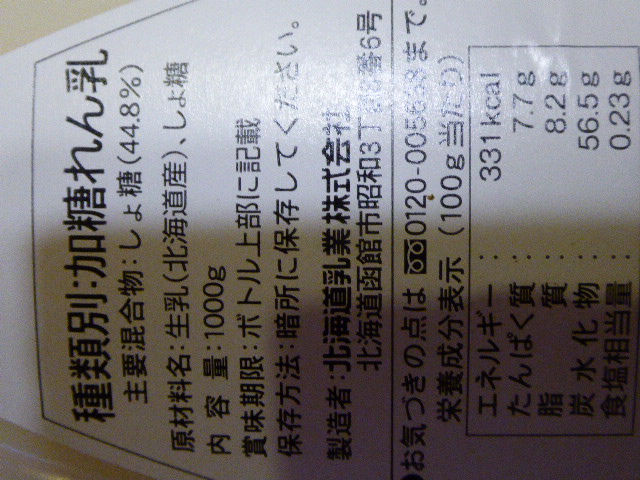 種類別:加糖れん乳
主要混合物:しょ糖(44.8%)
原材料名:生乳(北海道産)、しょ糖
内容量:1000g
賞味期限:ボトル上部に記載
保存方法:暗所に保存してください。
製造者:北海道乳業株式会社
北海道函館市昭和3丁 番6号
お気づきの点は 0120-005 まで。
栄養成分表示(100g当たり)
エネルギー: 331kcal
たんぱく質: 7.7g
脂質: 8.2g
炭水化物: 56.5g
食塩相当量: 0.23g